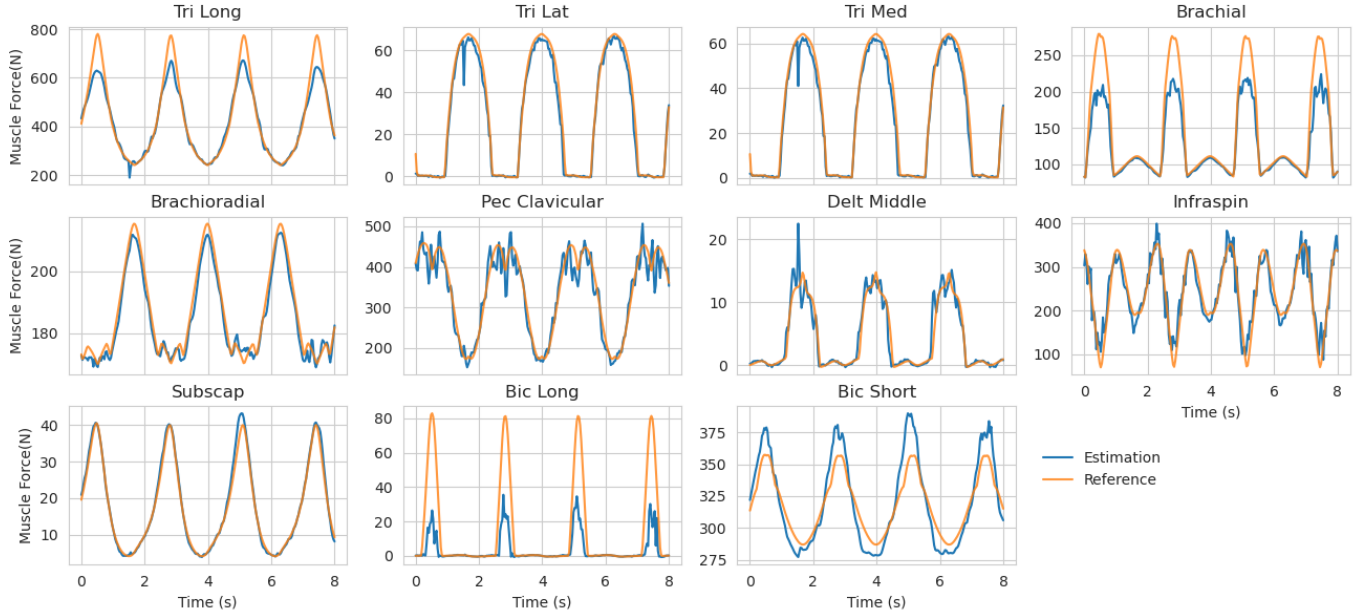 Tri Long
Tri Lat
Tri Med
Brachial
Muscle Force(N)
800
600
400
200
60
40
20
0
60
40
20
0
250
200
150
100
Brachioradial
Pec Clavicular
Delt Middle
Infraspin
Muscle Force(N)
200
180
500
400
300
200
20
10
0
400
300
200
100
0 2 4 6 8
Time (s)
Subscap
Bic Long
Bic Short
Muscle Force(N)
40
30
20
10
80
60
40
20
0
375
350
325
300
275
Estimation
Reference
0 2 4 6 8
0 2 4 6 8
0 2 4 6 8
Time (s)
Time (s)
Time (s)